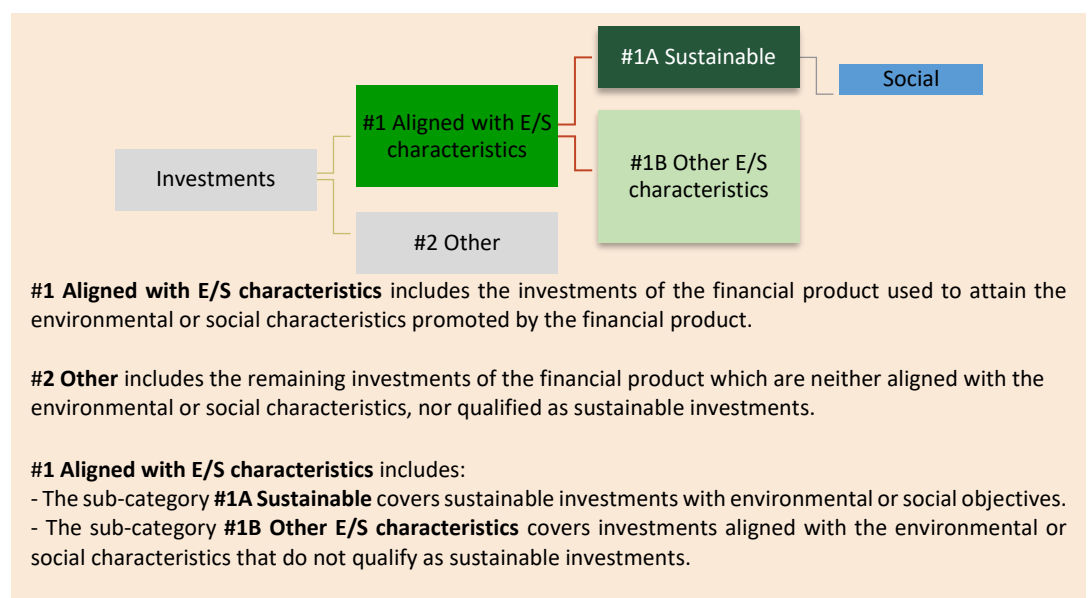 #1A Sustainable
Social
#1 Aligned with E/S
characteristics
#1B Other E/S
characteristics
Investments
#2 Other
#1 Aligned with E/S characteristics includes the investments of the financial product used to attain the
environmental or social characteristics promoted by the financial product.
#2 Other includes the remaining investments of the financial product which are neither aligned with the
environmental or social characteristics, nor qualified as sustainable investments.
#1 Aligned with E/S characteristics includes:
- The sub-category #1A Sustainable covers sustainable investments with environmental or social objectives.
- The sub-category #1B Other E/S characteristics covers investments aligned with the environmental or
social characteristics that do not qualify as sustainable investments.